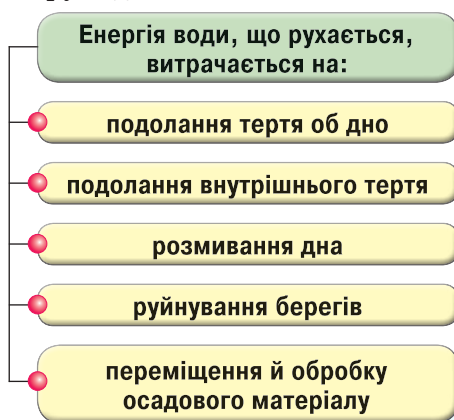 Енергія води, що рухається,
витрачається на:
подолання тертя об дно
подолання внутрішнього тертя
розмивання дна
руйнування берегів
переміщення й обробку
осадового матеріалу